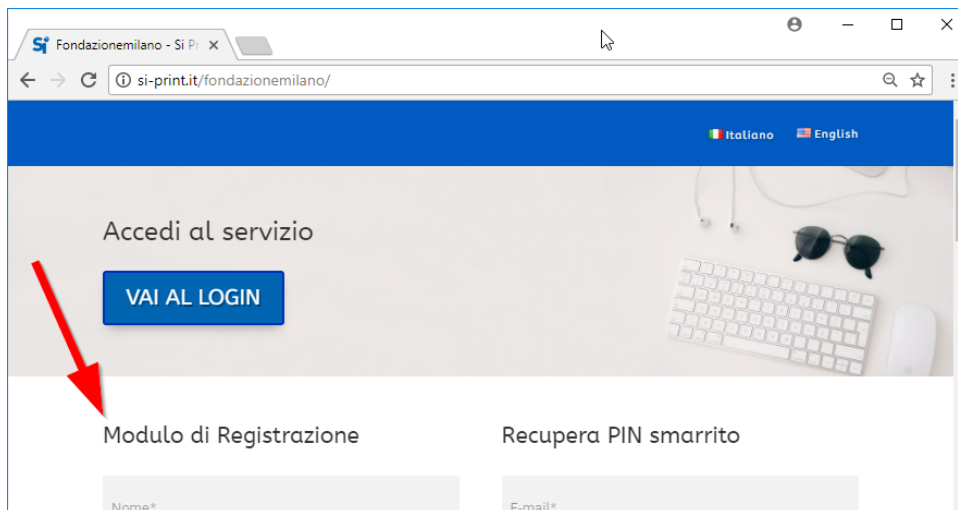 Si Fondazionemilano - Si Pr
si-print.it/fondazionemilano/
Italiano English
Accedi al servizio
VAI AL LOGIN
Modulo di Registrazione
Recupera PIN smarrito
Nome*
E-mail*